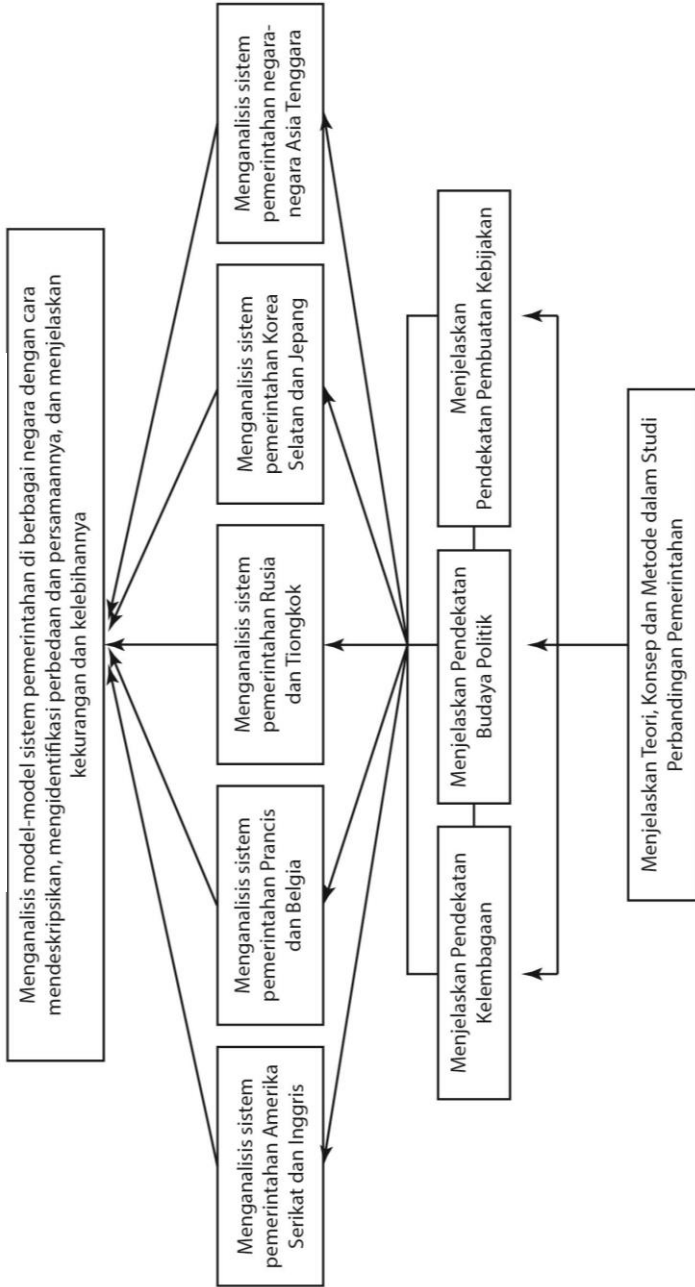 Menganalisis model-model sistem pemerintahan di berbagai negara dengan cara
mendeskripsikan, mengidentifikasi perbedaan dan persamaannya, dan menjelaskan
kekurangan dan kelebihannya
Menganalisis sistem
pemerintahan Amerika
Serikat dan Inggris
Menganalisis sistem
pemerintahan Prancis
dan Belgia
Menganalisis sistem
pemerintahan Rusia
dan Tiongkok
Menganalisis sistem
pemerintahan Korea
Selatan dan Jepang
Menganalisis sistem
pemerintahan negara-
negara Asia Tenggara
Menjelaskan Pendekatan
Kelembagaan
Menjelaskan Pendekatan
Budaya Politik
Menjelaskan
Pendekatan Pembuatan Kebijakan
Menjelaskan Teori, Konsep dan Metode dalam Studi
Perbandingan Pemerintahan